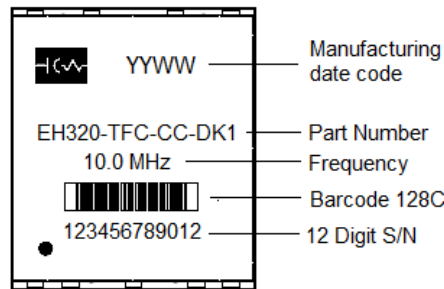 YYWW
Manufacturing
date code
EH320-TFC-CC-DK1
Part Number
10.0 MHz
Frequency
Barcode 128C
123456789012
12 Digit S/N